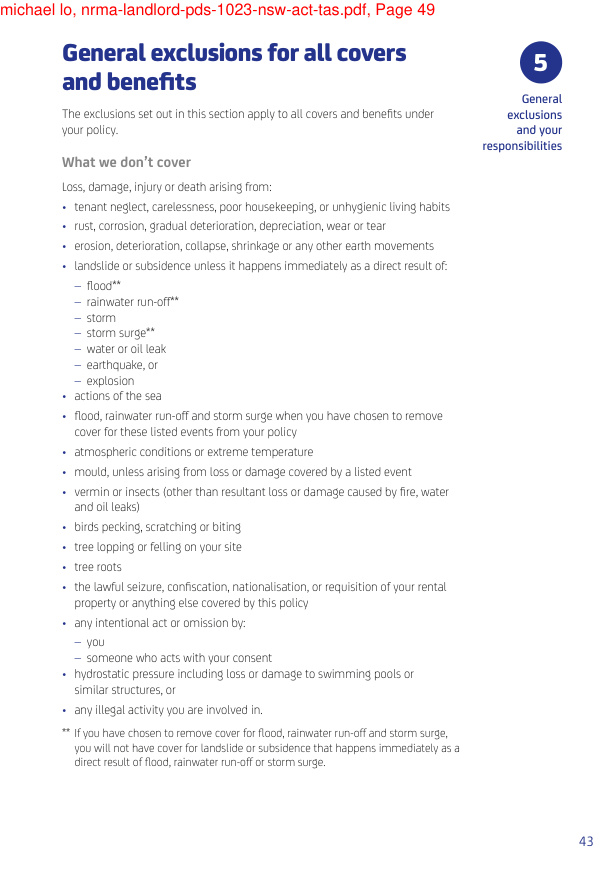 michael lo, nrma-landlord-pds-1023-nsw-act-tas.pdf, Page 49
General exclusions for all covers
and benefits
5
General
exclusions
and your
responsibilities
The exclusions set out in this section apply to all covers and benefits under
your policy.
What we don't cover
Loss, damage, injury or death arising from:
• tenant neglect, carelessness, poor housekeeping, or unhygienic living habits
• rust, corrosion, gradual deterioration, depreciation, wear or tear
• erosion, deterioration, collapse, shrinkage or any other earth movements
• landslide or subsidence unless it happens immediately as a direct result of:
– flood**
– rainwater run-off**
– storm
– storm surge**
– water or oil leak
– earthquake, or
– explosion
• actions of the sea
• flood, rainwater run-off and storm surge when you have chosen to remove
cover for these listed events from your policy
• atmospheric conditions or extreme temperature
• mould, unless arising from loss or damage covered by a listed event
• vermin or insects (other than resultant loss or damage caused by fire, water
and oil leaks)
• birds pecking, scratching or biting
• tree lopping or felling on your site
• tree roots
• the lawful seizure, confiscation, nationalisation, or requisition of your rental
property or anything else covered by this policy
• any intentional act or omission by:
– you
– someone who acts with your consent
• hydrostatic pressure including loss or damage to swimming pools or
similar structures, or
• any illegal activity you are involved in.
** If you have chosen to remove cover for flood, rainwater run-off and storm surge,
you will not have cover for landslide or subsidence that happens immediately as a
direct result of flood, rainwater run-off or storm surge.
43